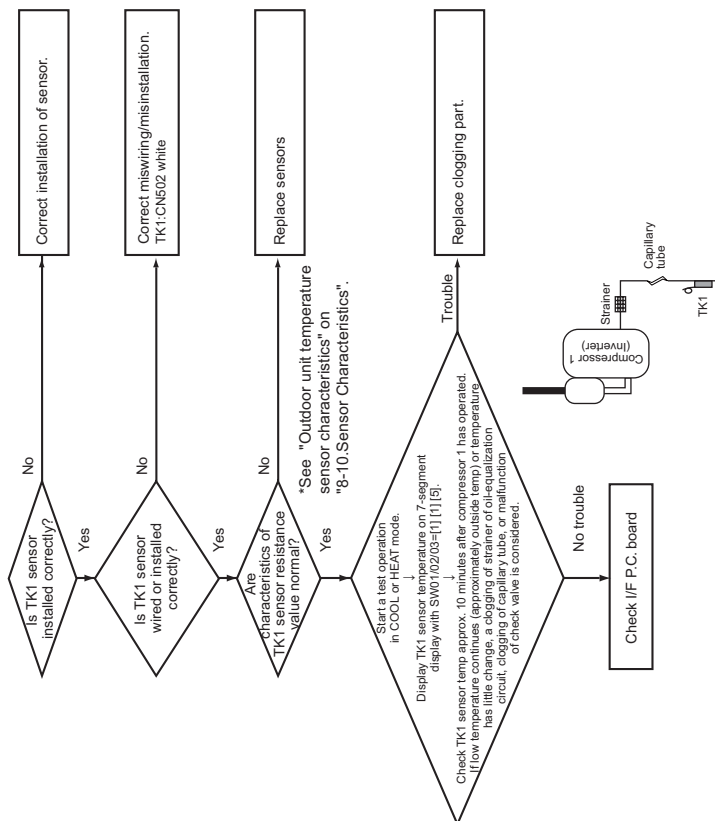 Is TK1 sensor
installed correctly?
No
Correct installation of sensor.
Yes
Is TK1 sensor
wired or installed
correctly?
No
Correct miswiring/misinstallation.
TK1:CN502 white
Yes
Are
characteristics of
TK1 sensor resistance
value normal?
No
Replace sensors
*See "Outdoor unit temperature
sensor characteristics" on
"8-10.Sensor Characteristics".
Yes
Start a test operation
in COOL or HEAT mode.
↓
Display TK1 sensor temperature on 7-segment
display with SW01/02/03=[1] [1] [5].
↓
Check TK1 sensor temp approx. 10 minutes after compressor 1 has operated.
If low temperature continues (approximately outside temp) or temperature
has little change, a clogging of strainer of oil-equalization
circuit, clogging of capillary tube, or malfunction
of check valve is considered.
Trouble
Replace clogging part.
No trouble
Check I/F P.C. board
Compressor 1
(Inverter)
Strainer
Capillary
tube
TK1